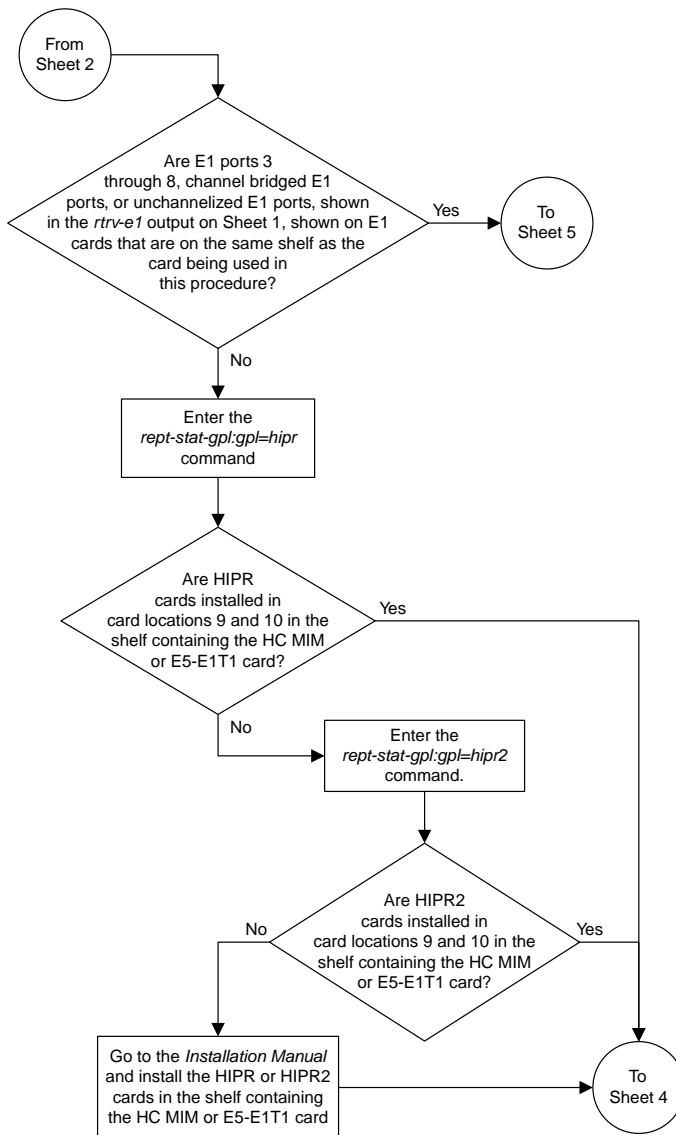 From
Sheet 2
Are E1 ports 3
through 8, channel bridged E1
ports, or unchannelized E1 ports, shown
in the rtrv-e1 output on Sheet 1, shown on E1
cards that are on the same shelf as the
card being used in
this procedure?
Yes
To
Sheet 5
No
Enter the
rept-stat-gpl:gpl=hipr
command
Are HIPR
cards installed in
card locations 9 and 10 in the
shelf containing the HC MIM
or E5-E1T1 card?
Yes
No
Enter the
rept-stat-gpl:gpl=hipr2
command.
Are HIPR2
cards installed in
card locations 9 and 10 in the
shelf containing the HC MIM
or E5-E1T1 card?
No
Yes
Go to the Installation Manual
and install the HIPR or HIPR2
cards in the shelf containing
the HC MIM or E5-E1T1 card
To
Sheet 4